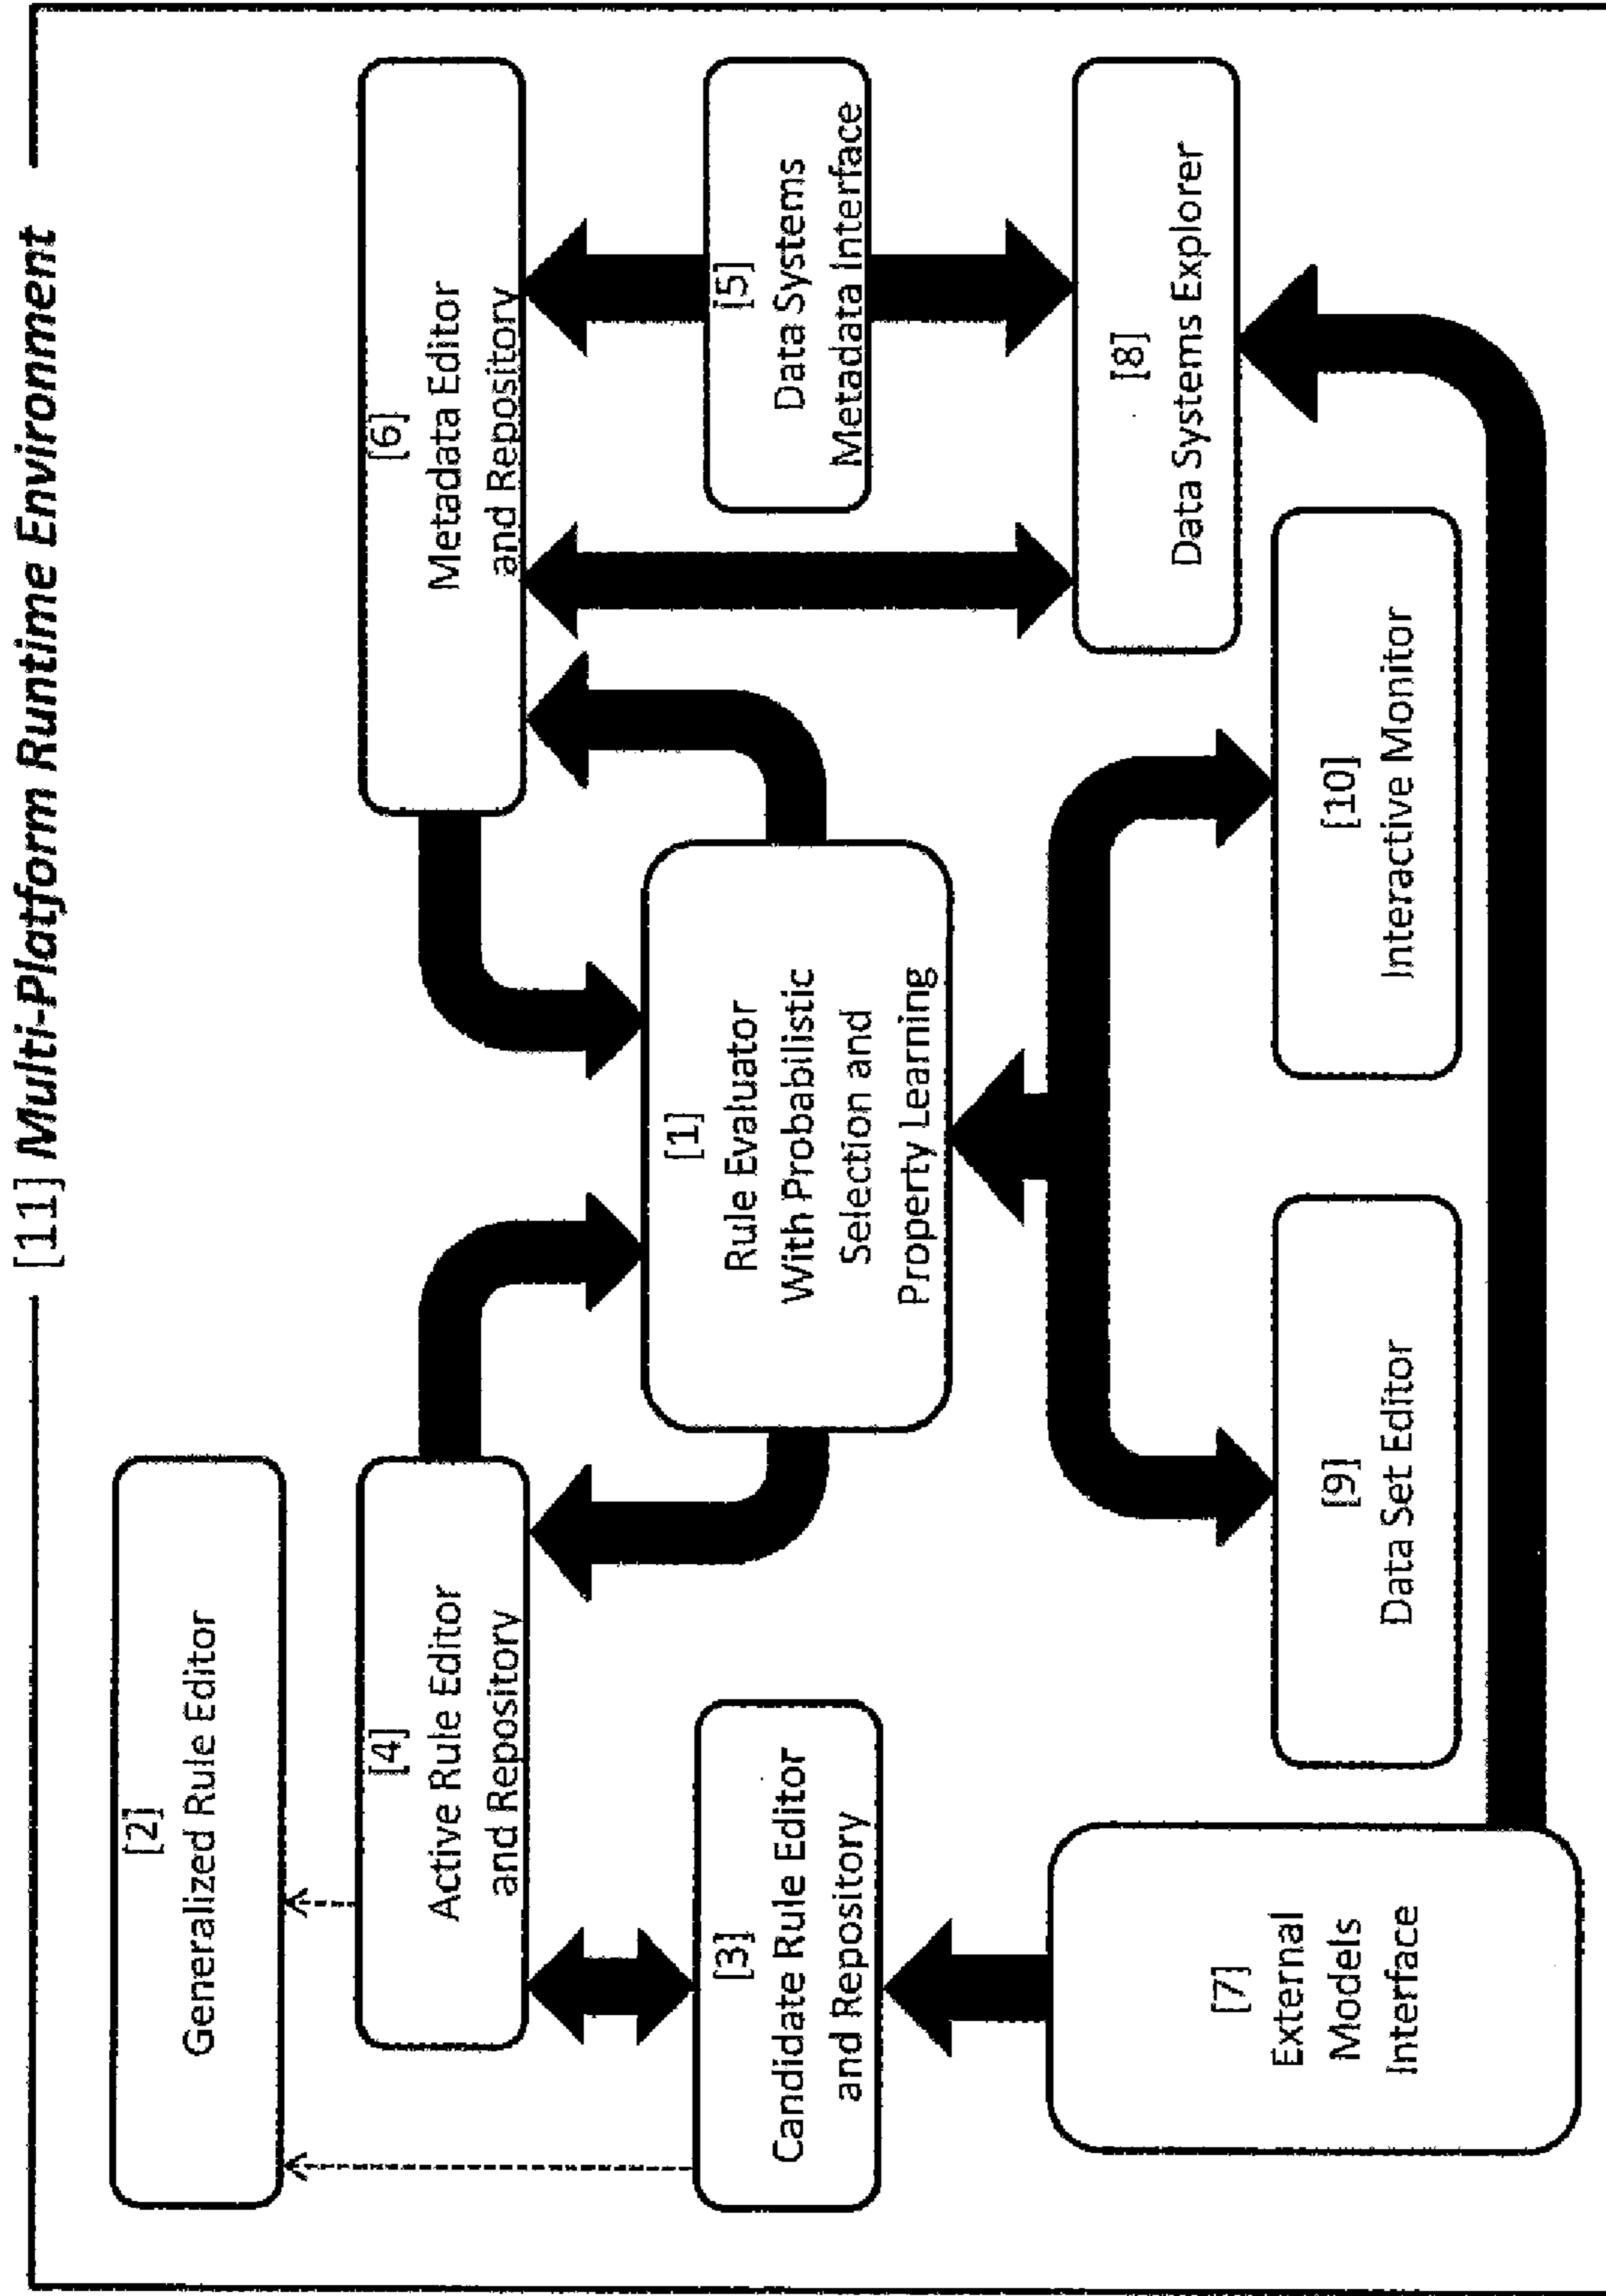 [11] Multi-Platform Runtime Environment
[2]
Generalized Rule Editor
[4]
Active Rule Editor
and Repository
[6]
Metadata Editor
and Repository
[3]
Candidate Rule Editor
and Repository
[1]
Rule Evaluator
With Probabilistic
Selection and
Property Learning
[5]
Data Systems
Metadata Interface
[7]
External
Models
Interface
[9]
Data Set Editor
[10]
Interactive Monitor
[8]
Data Systems Explorer